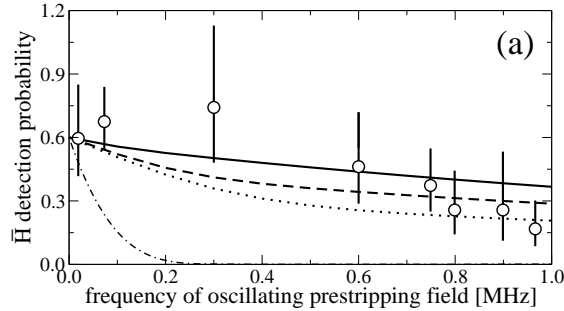 (a)
1.2
0.9
0.6
0.3
0.0
H̄ detection probability
0.0 0.2 0.4 0.6 0.8 1.0
frequency of oscillating prestripping field [MHz]